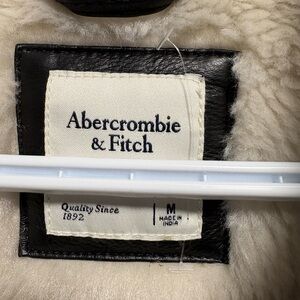 Abercrombie
& Fitch
Quality Since
1892
M
MADE IN
INDIA